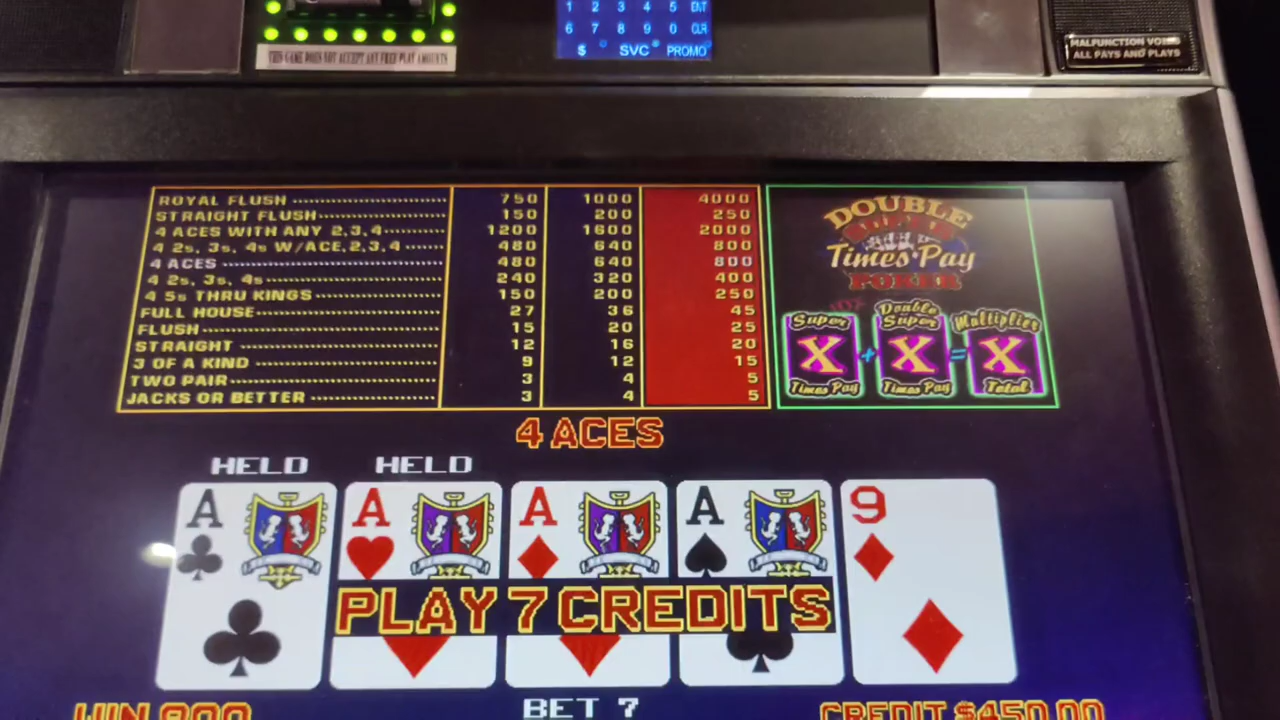 1 2 3 4 5 ENT
6 7 8 9 0 CLR
$ SVC PROMO
THIS GAME DOES NOT ACCEPT ANY FREE PLAY AMOUNTS
MALFUNCTION VOIDS
ALL PAYS AND PLAYS
ROYAL FLUSH 750 1000 4000
STRAIGHT FLUSH 150 200 250
4 ACES WITH ANY 2,3,4 1200 1600 2000
4 2s, 3s, 4s W/ACE,2,3,4 480 640 800
4 ACES 480 640 800
4 2s, 3s, 4s 240 320 400
4 5s THRU KINGS 150 200 250
FULL HOUSE 27 36 45
FLUSH 15 20 25
STRAIGHT 12 16 20
3 OF A KIND 9 12 15
TWO PAIR 3 4 5
JACKS OR BETTER 3 4 5
DOUBLE
Times Pay
POKER
Super X Times Pay
+
Double Super X Times Pay
=
Multiplier X Total
4 ACES
HELD HELD
A A A A 9
PLAY 7 CREDITS
WIN 800 BET 7 CREDIT $450.00